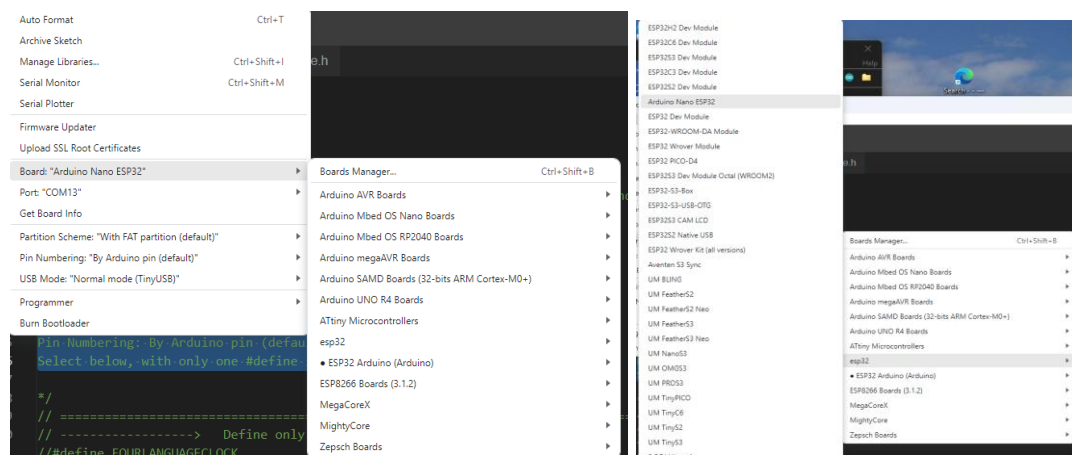 Auto Format Ctrl+T
Archive Sketch
Manage Libraries... Ctrl+Shift+I
Serial Monitor Ctrl+Shift+M
Serial Plotter
Firmware Updater
Upload SSL Root Certificates
Board: "Arduino Nano ESP32"
Port: "COM13"
Get Board Info
Partition Scheme: "With FAT partition (default)"
Pin Numbering: "By Arduino pin (default)"
USB Mode: "Normal mode (TinyUSB)"
Programmer
Burn Bootloader
e.h
Boards Manager... Ctrl+Shift+B
Arduino AVR Boards
Arduino Mbed OS Nano Boards
Arduino Mbed OS RP2040 Boards
Arduino megaAVR Boards
Arduino SAMD Boards (32-bits ARM Cortex-M0+)
Arduino UNO R4 Boards
ATtiny Microcontrollers
esp32
● ESP32 Arduino (Arduino)
ESP8266 Boards (3.1.2)
MegaCoreX
MightyCore
Zepsch Boards
Pin Numbering: By Arduino pin (defau
Select below, with only one #define
*/
// ====================================
// ------------------> Define only
//#define FOURLANGUAGECLOCK
ESP32H2 Dev Module
ESP32C6 Dev Module
ESP32S3 Dev Module
ESP32C3 Dev Module
ESP32S2 Dev Module
Arduino Nano ESP32
ESP32 Dev Module
ESP32-WROOM-DA Module
ESP32 Wrover Module
ESP32 PICO-D4
ESP32S3 Dev Module Octal (WROOM2)
ESP32-S3-Box
ESP32-S3-USB-OTG
ESP32S3 CAM LCD
ESP32S2 Native USB
ESP32 Wrover Kit (all versions)
Aventen S3 Sync
UM BLING
UM FeatherS2
UM FeatherS2 Neo
UM FeatherS3
UM FeatherS3 Neo
UM NanoS3
UM OMGS3
UM PROS3
UM TinyPICO
UM TinyC6
UM TinyS2
UM TinyS3
Help
Search
e.h
Boards Manager... Ctrl+Shift+B
Arduino AVR Boards
Arduino Mbed OS Nano Boards
Arduino Mbed OS RP2040 Boards
Arduino megaAVR Boards
Arduino SAMD Boards (32-bits ARM Cortex-M0+)
Arduino UNO R4 Boards
ATtiny Microcontrollers
esp32
● ESP32 Arduino (Arduino)
ESP8266 Boards (3.1.2)
MegaCoreX
MightyCore
Zepsch Boards